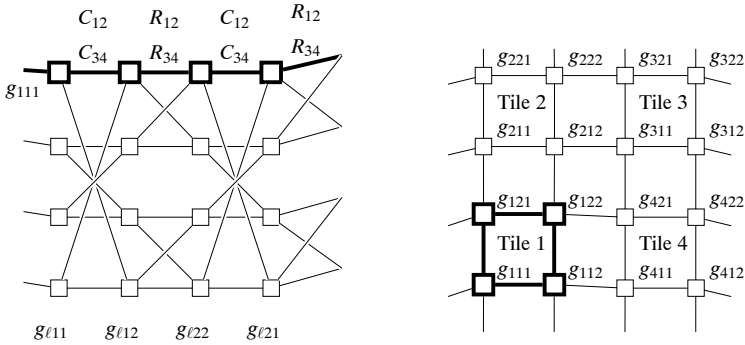 C12 R12 C12 R12
C34 R34 C34 R34
g111
gℓ11 gℓ12 gℓ22 gℓ21
g221 g222 g321 g322
Tile 2 Tile 3
g211 g212 g311 g312
g121 g122 g421 g422
Tile 1 Tile 4
g111 g112 g411 g412